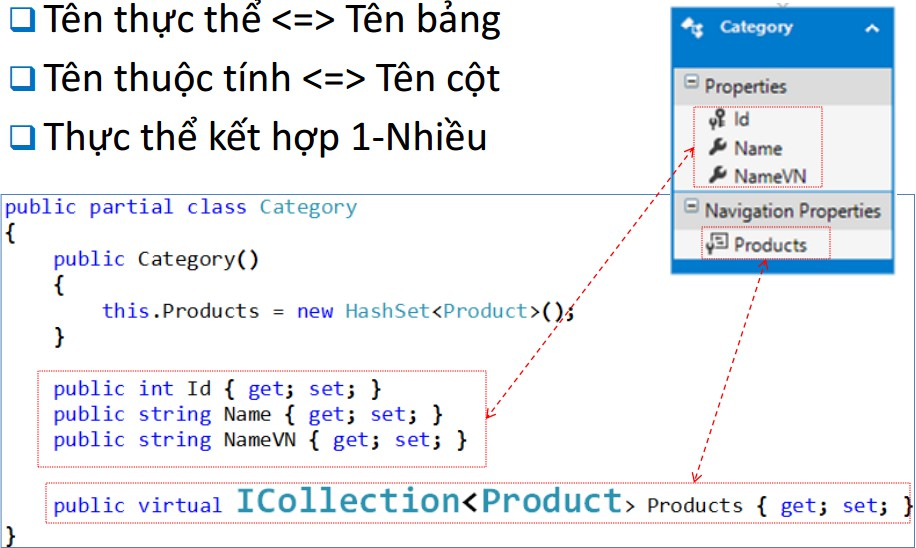 Tên thực thể <=> Tên bảng
Tên thuộc tính <=> Tên cột
Thực thể kết hợp 1-Nhiều
Category
Properties
Id
Name
NameVN
Navigation Properties
Products
public partial class Category
{
public Category()
{
this.Products = new HashSet<Product>();
}
public int Id { get; set; }
public string Name { get; set; }
public string NameVN { get; set; }
public virtual ICollection<Product> Products { get; set; }
}